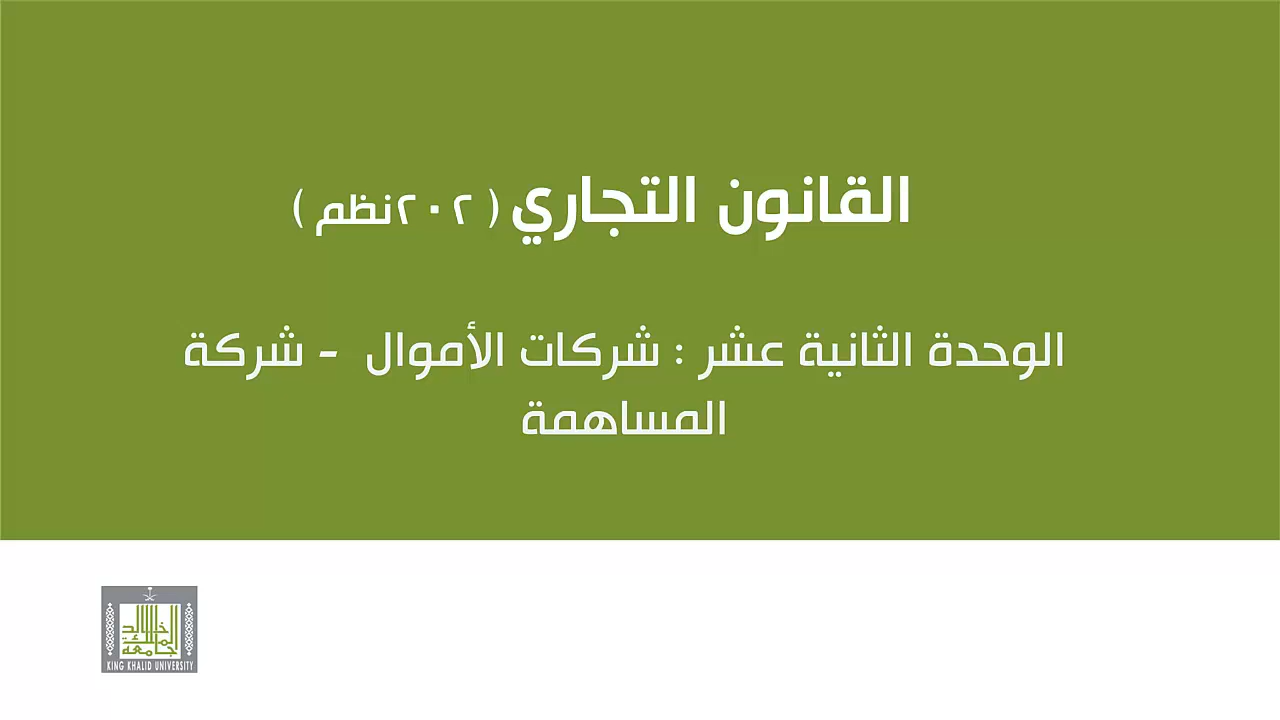 القانون التجاري ( ٢٠٢نظم )
الوحدة الثانية عشر : شركات الأموال - شركة
المساهمة
جامعة الملك خالد
KING KHALID UNIVERSITY